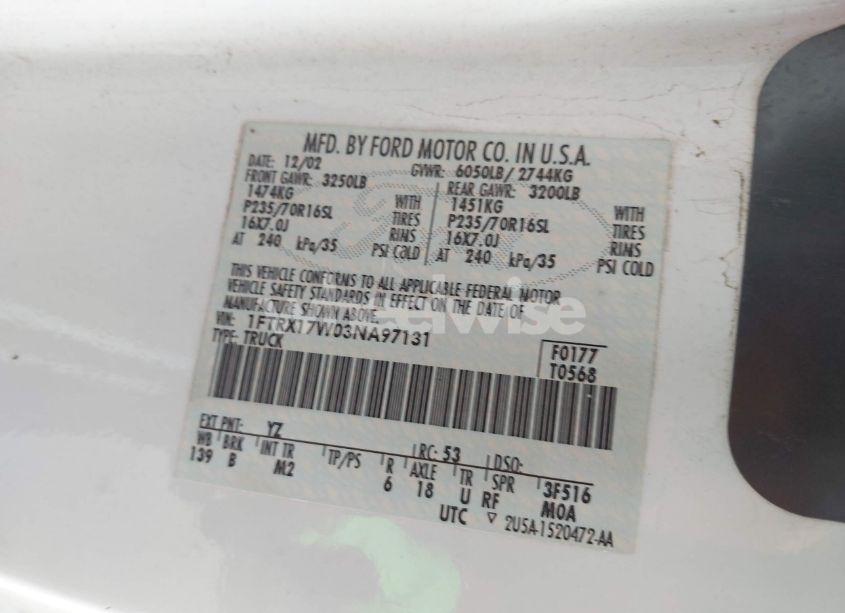 MFD. BY FORD MOTOR CO. IN U.S.A.
DATE: 12/02 GVWR: 6050LB/ 2744KG
FRONT GAWR: 3250LB REAR GAWR: 3200LB
1474KG WITH 1451KG WITH
P235/70R16SL TIRES P235/70R16SL TIRES
16X7.0J RIMS 16X7.0J RIMS
AT 240 kPa/35 PSI COLD AT 240 kPa/35 PSI COLD
THIS VEHICLE CONFORMS TO ALL APPLICABLE FEDERAL MOTOR
VEHICLE SAFETY STANDARDS IN EFFECT ON THE DATE OF
MANUFACTURE SHOWN ABOVE.
VIN: 1FTRX17W03NA97131
TYPE: TRUCK
F0177
T0568
EXT PNT: YZ RC: 53 DSO:
WB BRK INT TR TP/PS R AXLE TR SPR 3F516
139 B M2 6 18 U RF M0A
UTC ▽ 2U5A-1520472-AA